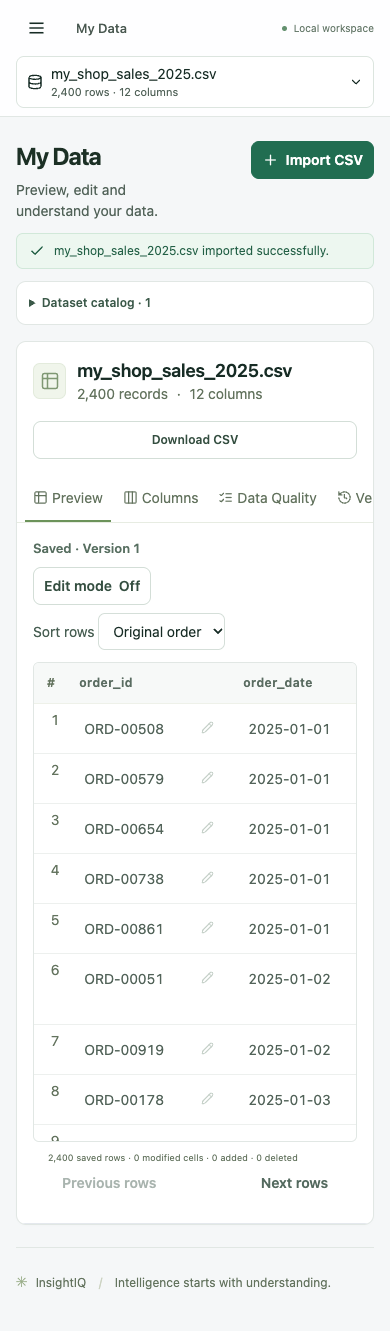 My Data
Local workspace
my_shop_sales_2025.csv
2,400 rows · 12 columns
My Data
Import CSV
Preview, edit and
understand your data.
my_shop_sales_2025.csv imported successfully.
Dataset catalog · 1
my_shop_sales_2025.csv
2,400 records · 12 columns
Download CSV
Preview Columns Data Quality Ve
Saved · Version 1
Edit mode Off
Sort rows Original order
# order_id order_date
1 ORD-00508 2025-01-01
2 ORD-00579 2025-01-01
3 ORD-00654 2025-01-01
4 ORD-00738 2025-01-01
5 ORD-00861 2025-01-01
6 ORD-00051 2025-01-02
7 ORD-00919 2025-01-02
8 ORD-00178 2025-01-03
9
2,400 saved rows · 0 modified cells · 0 added · 0 deleted
Previous rows Next rows
InsightIQ / Intelligence starts with understanding.